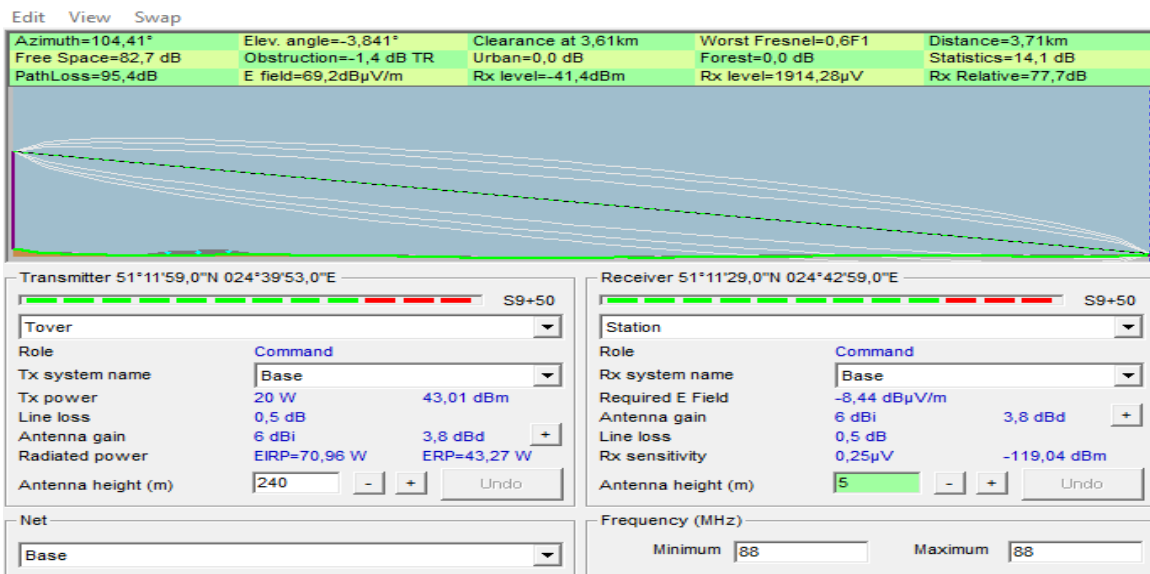 Edit View Swap
Azimuth=104,41° Elev. angle=-3,841° Clearance at 3,61km Worst Fresnel=0,6F1 Distance=3,71km
Free Space=82,7 dB Obstruction=-1,4 dB TR Urban=0,0 dB Forest=0,0 dB Statistics=14,1 dB
PathLoss=95,4dB E field=69,2dBμV/m Rx level=-41,4dBm Rx level=1914,28μV Rx Relative=77,7dB
Transmitter 51°11'59,0"N 024°39'53,0"E
S9+50
Tover
Role Command
Tx system name Base
Tx power 20 W 43,01 dBm
Line loss 0,5 dB
Antenna gain 6 dBi 3,8 dBd +
Radiated power EIRP=70,96 W ERP=43,27 W
Antenna height (m) 240 - + Undo
Net
Base
Receiver 51°11'29,0"N 024°42'59,0"E
S9+50
Station
Role Command
Rx system name Base
Required E Field -8,44 dBμV/m
Antenna gain 6 dBi 3,8 dBd +
Line loss 0,5 dB
Rx sensitivity 0,25μV -119,04 dBm
Antenna height (m) 5 - + Undo
Frequency (MHz)
Minimum 88 Maximum 88